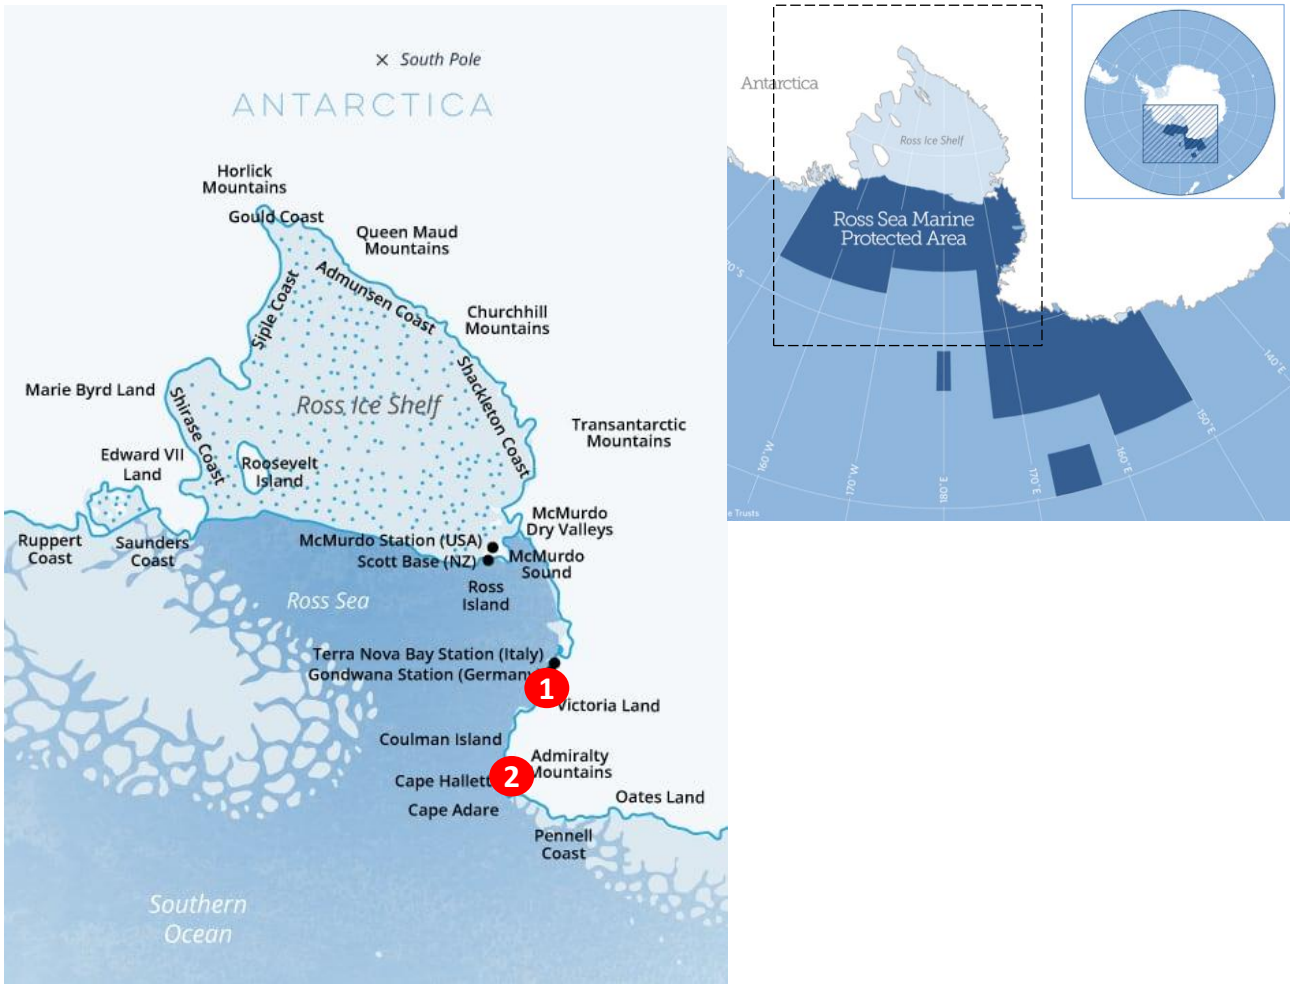 × South Pole
ANTARCTICA
Horlick
Mountains
Gould Coast
Queen Maud
Mountains
Admunsen Coast
Siple Coast
Churchhill
Mountains
Marie Byrd Land
Shirase Coast
Ross Ice Shelf
Shackleton Coast
Transantarctic
Mountains
Edward VII
Land
Roosevelt
Island
McMurdo
Dry Valleys
Ruppert
Coast
Saunders
Coast
McMurdo Station (USA)
Scott Base (NZ)
McMurdo
Sound
Ross Sea
Ross
Island
Terra Nova Bay Station (Italy)
Gondwana Station (German
1
Victoria Land
Coulman Island
Admiralty
Mountains
Cape Hallett
2
Oates Land
Cape Adare
Pennell
Coast
Southern
Ocean
Antarctica
Ross Ice Shelf
Ross Sea Marine
Protected Area
70°S
160°W
170°W
180°E
170°E
160°E
150°E
140°E
e Trusts